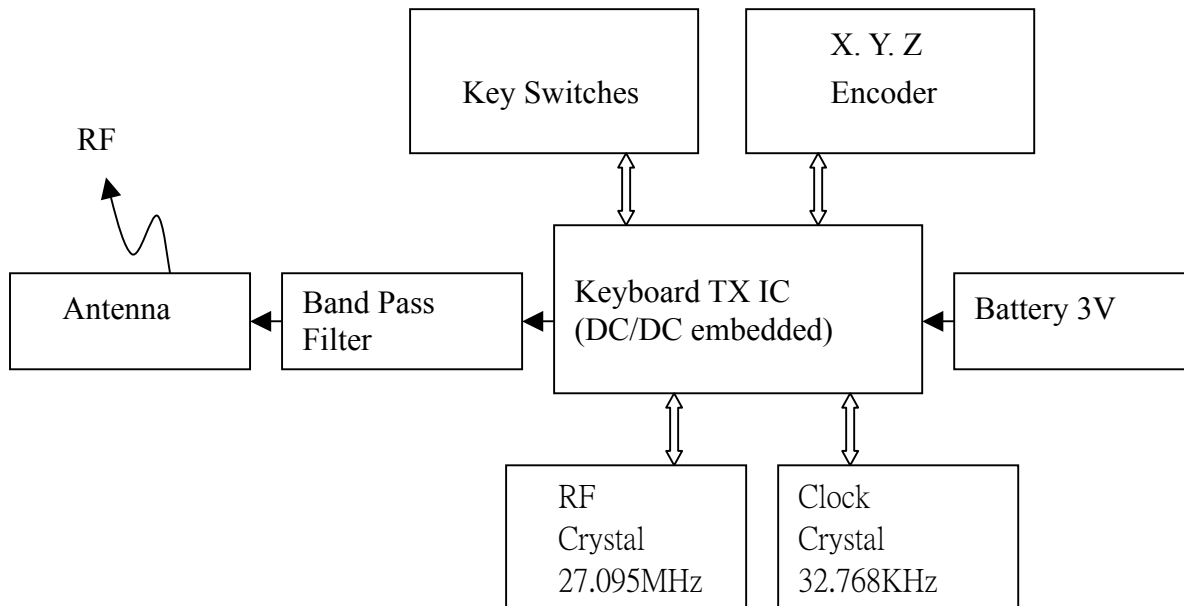 X. Y. Z
Key Switches
Encoder
RF
Antenna
Band Pass
Filter
Keyboard TX IC
(DC/DC embedded)
Battery 3V
RF
Crystal
27.095MHz
Clock
Crystal
32.768KHz